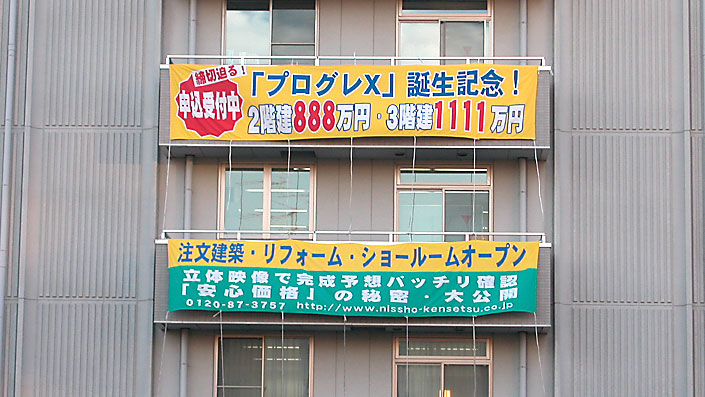 締切迫る!
申込受付中
「プログレX」誕生記念!
2階建888万円・3階建1111万円
注文建築・リフォーム・ショールームオープン
立体映像で完成予想バッチリ確認
「安心価格」の秘密・大公開
0120-87-3757 http://www.nissho-kensetsu.co.jp